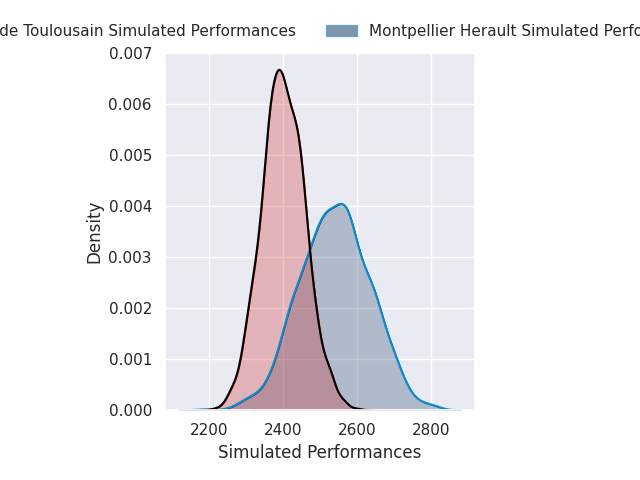 de Toulousain Simulated Performances
Montpellier Herault Simulated
0.007
0.006
0.005
0.004
0.003
0.002
0.001
0.000
Density
2200 2400 2600 2800
Simulated Performances